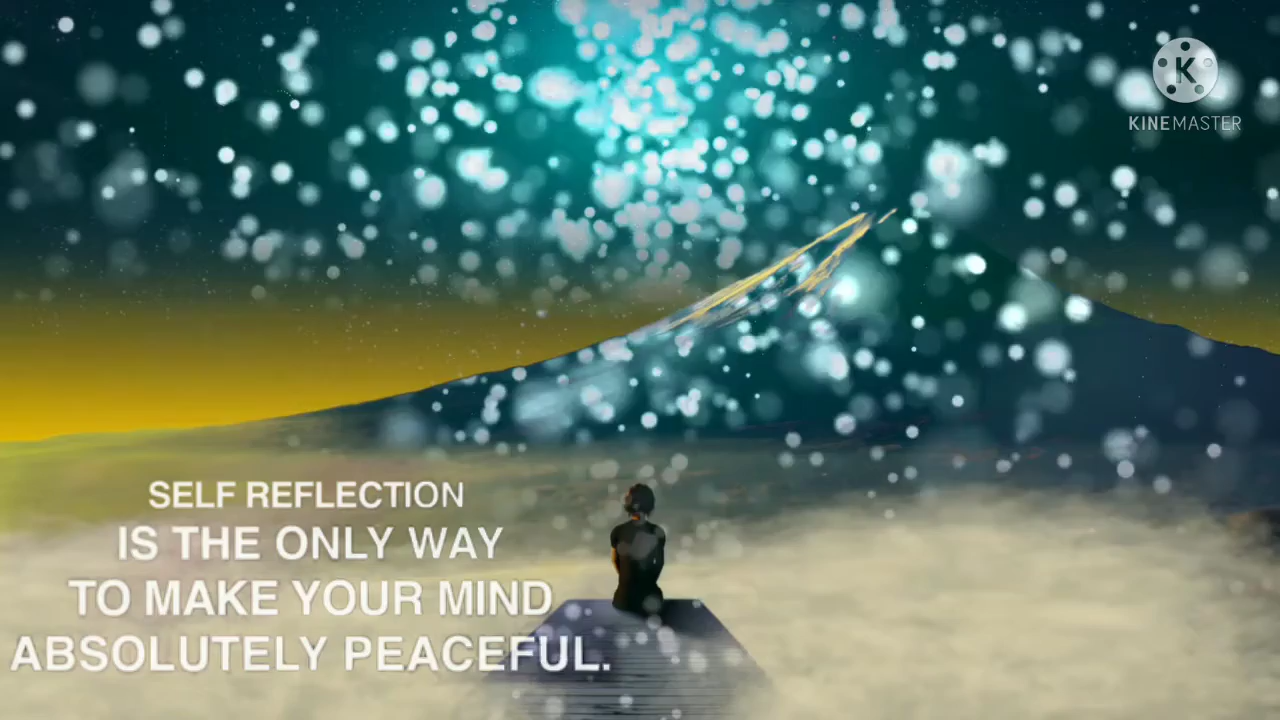 K
KINEMASTER
SELF REFLECTION
IS THE ONLY WAY
TO MAKE YOUR MIND
ABSOLUTELY PEACEFUL.